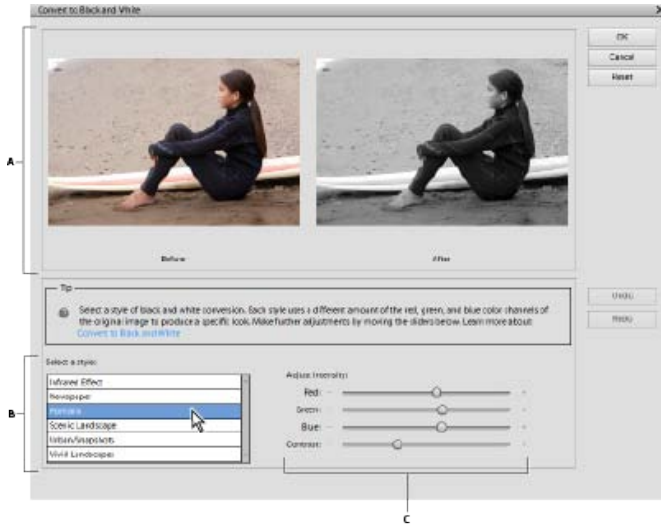 Convert to Black and White
OK
Cancel
Reset
A
Before
After
Tip
Select a style of black and white conversion. Each style uses a different amount of the red, green, and blue color channels of
the original image to produce a specific look. Make further adjustments by moving the sliders below. Learn more about:
Convert to Black and White
Undo
Redo
Select a style:
B
Infrared Effect
Newspaper
Portraits
Scenic Landscape
Urban/Snapshots
Vivid Landscapes
Adjust Intensity:
Red:
Green:
Blue:
Contrast:
C